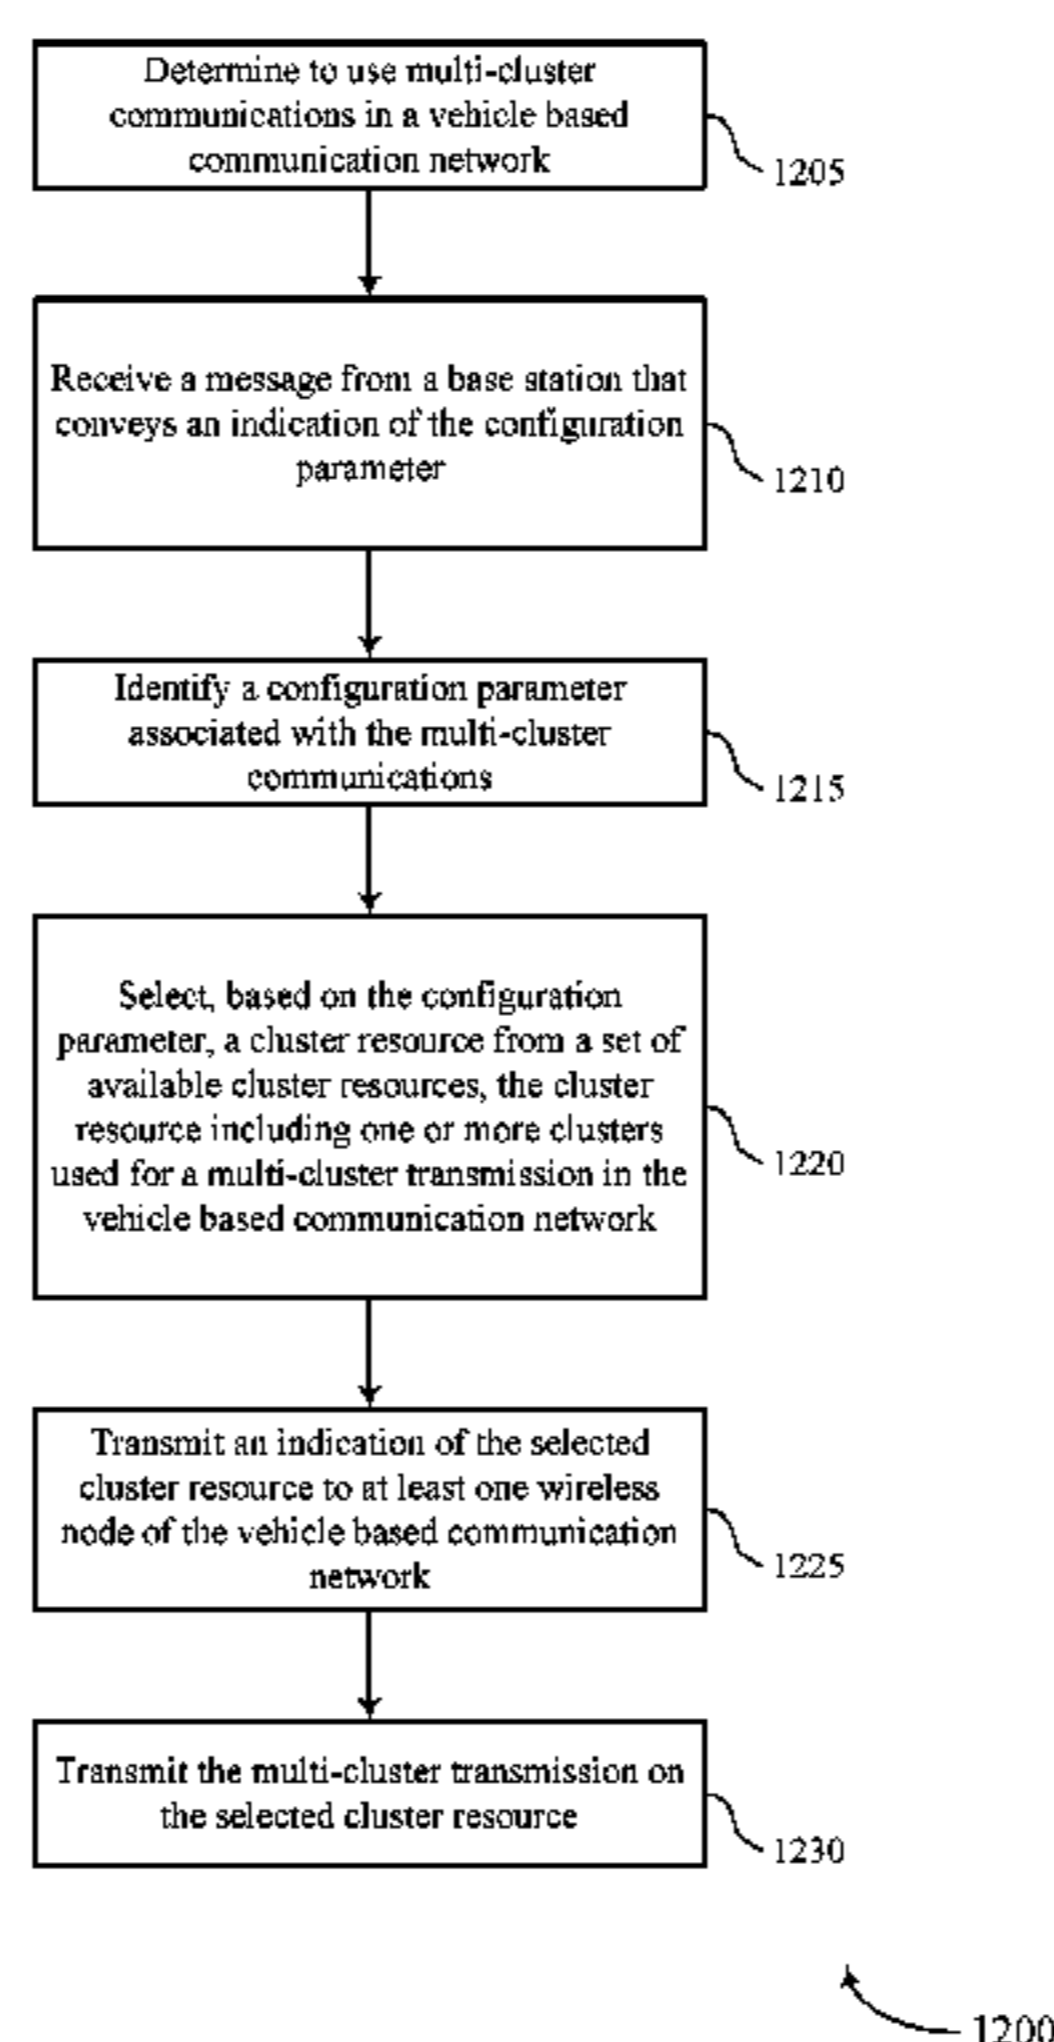 Determine to use multi-cluster
communications in a vehicle based
communication network
1205
Receive a message from a base station that
conveys an indication of the configuration
parameter
1210
Identify a configuration parameter
associated with the multi-cluster
communications
1215
Select, based on the configuration
parameter, a cluster resource from a set of
available cluster resources, the cluster
resource including one or more clusters
used for a multi-cluster transmission in the
vehicle based communication network
1220
Transmit an indication of the selected
cluster resource to at least one wireless
node of the vehicle based communication
network
1225
Transmit the multi-cluster transmission on
the selected cluster resource
1230
1200